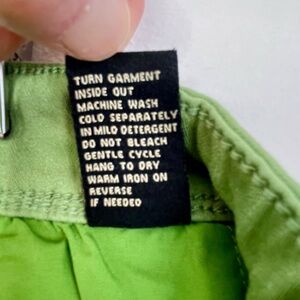 TURN GARMENT
INSIDE OUT
MACHINE WASH
COLD SEPARATELY
IN MILD DETERGENT
DO NOT BLEACH
GENTLE CYCLE
HANG TO DRY
WARM IRON ON
REVERSE
IF NEEDED